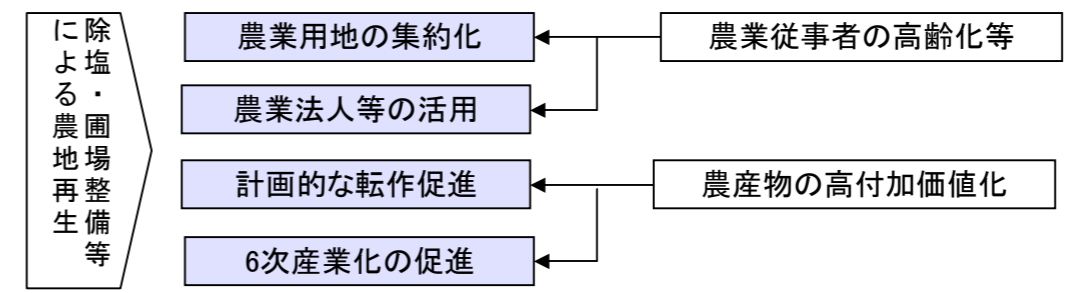 除塩・圃場整備等
による農地再生
農業用地の集約化
農業従事者の高齢化等
農業法人等の活用
計画的な転作促進
農産物の高付加価値化
6次産業化の促進